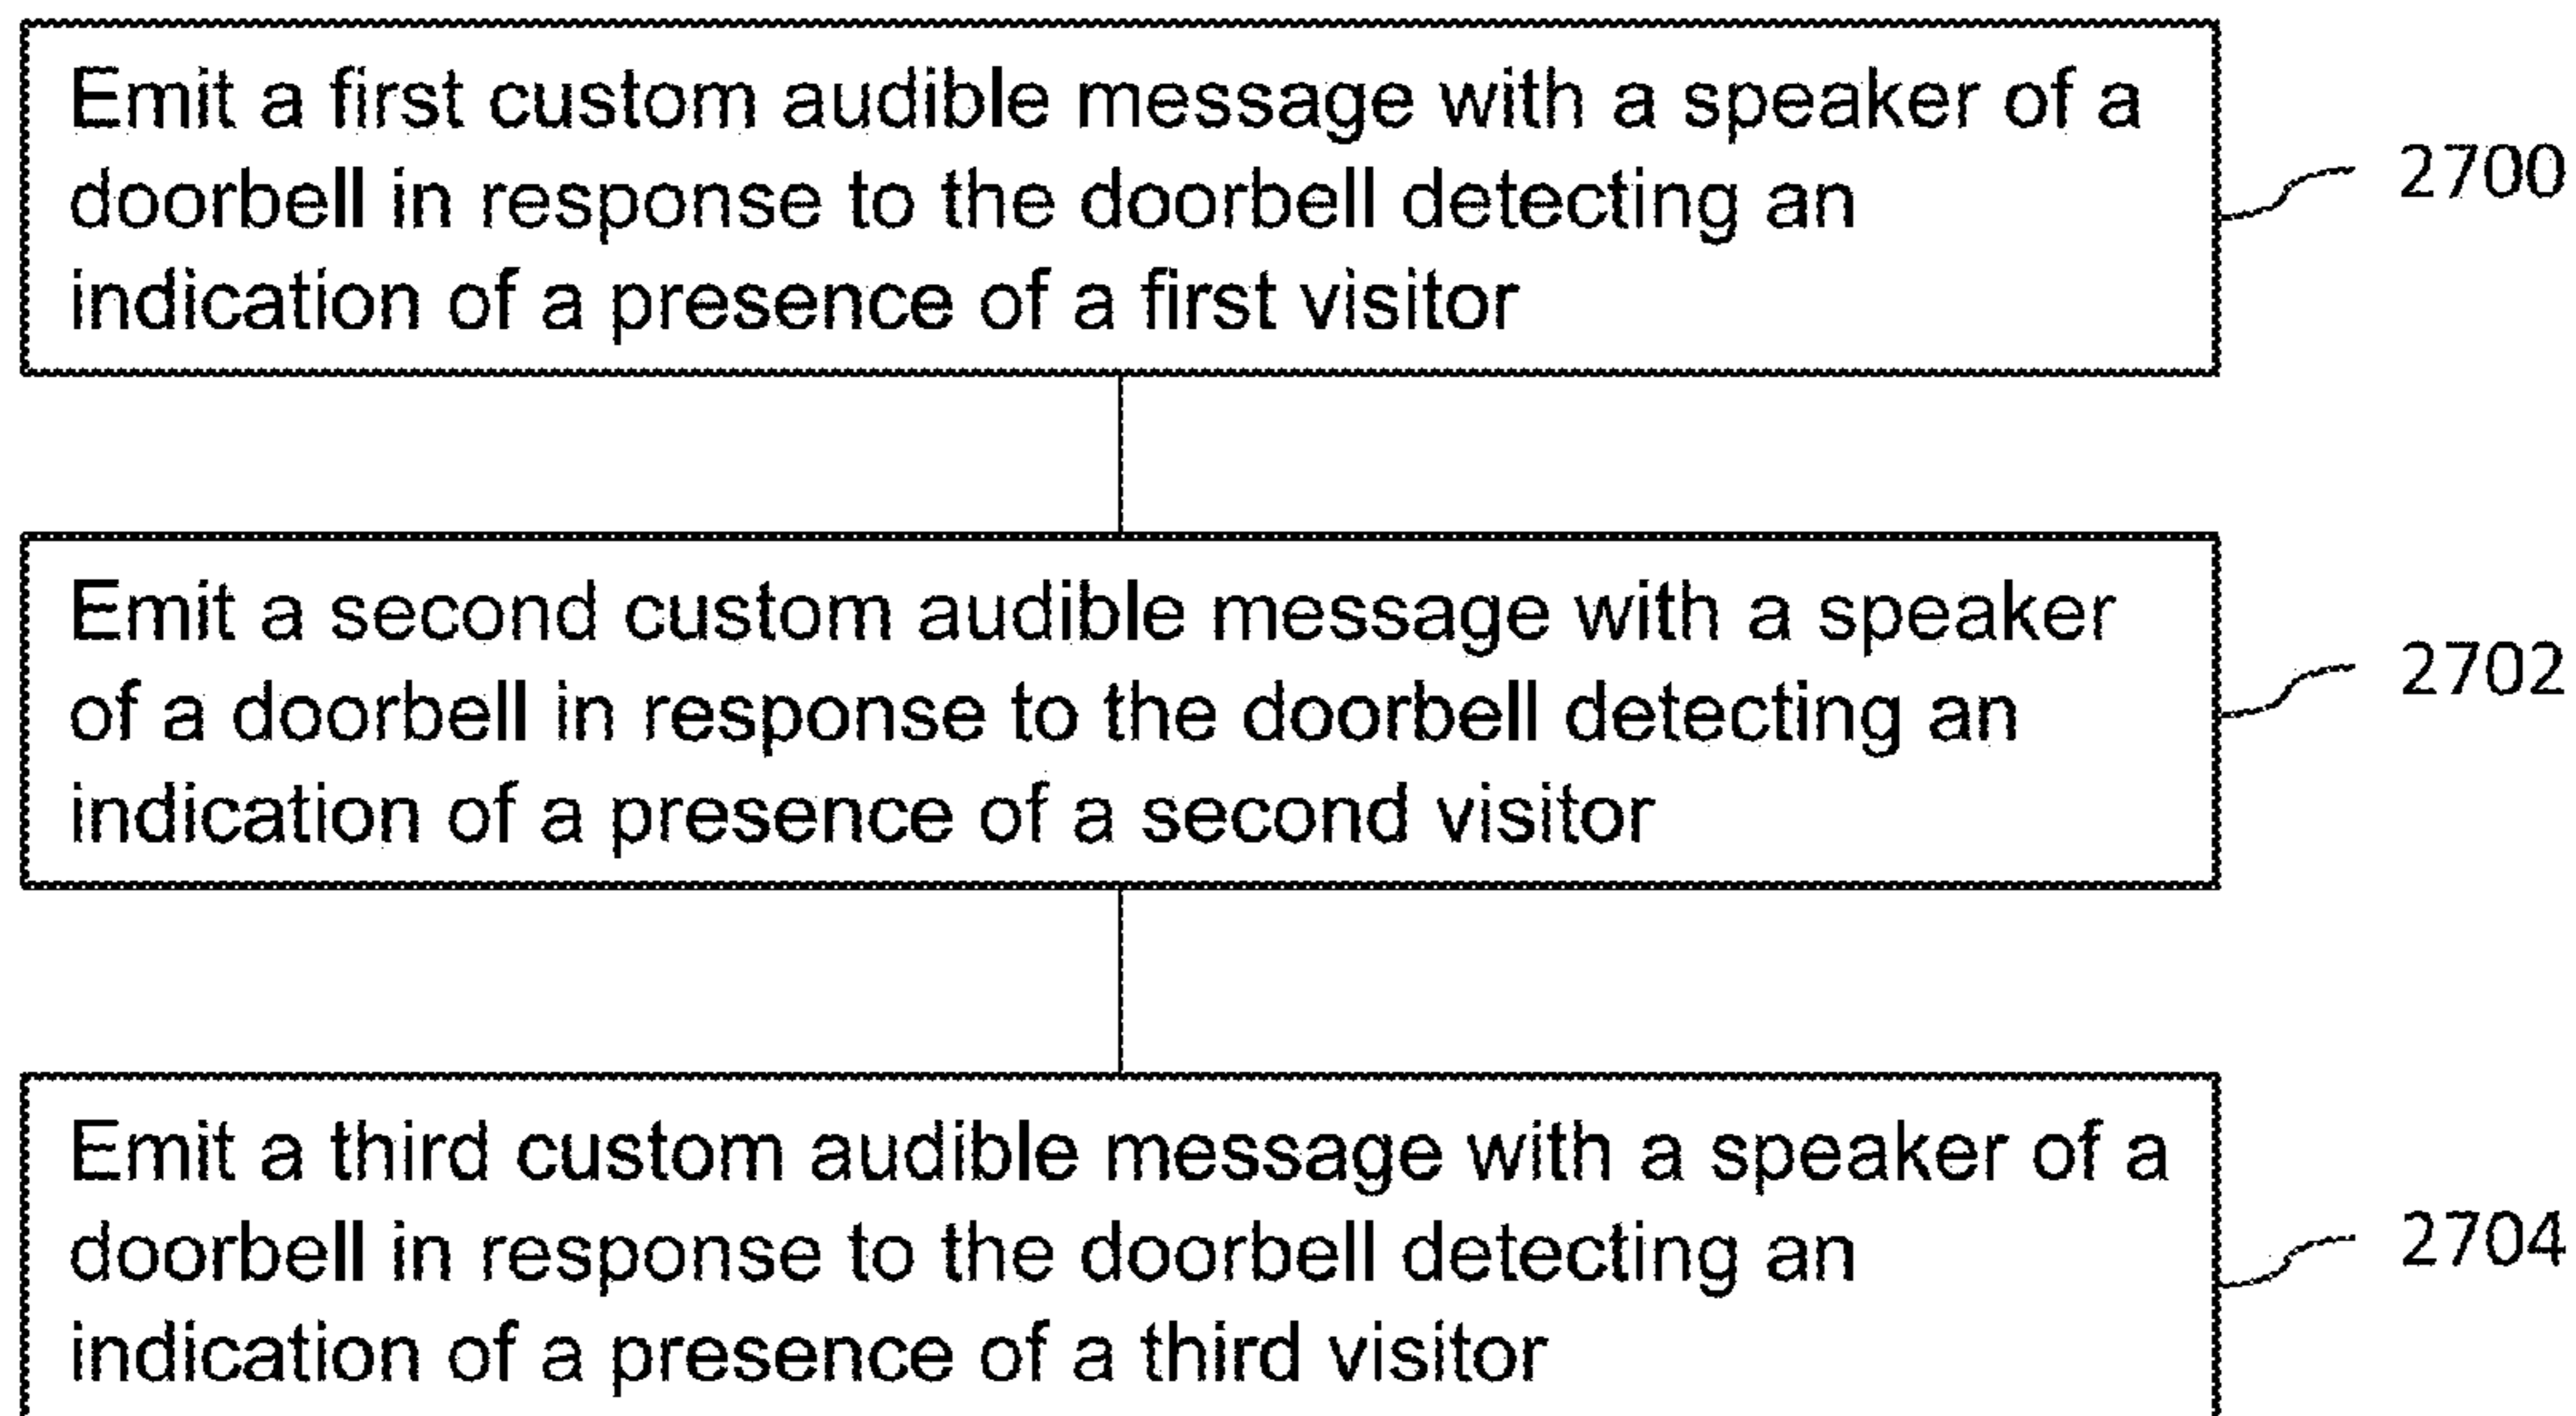 Emit a first custom audible message with a speaker of a
doorbell in response to the doorbell detecting an
indication of a presence of a first visitor
2700
Emit a second custom audible message with a speaker
of a doorbell in response to the doorbell detecting an
indication of a presence of a second visitor
2702
Emit a third custom audible message with a speaker of a
doorbell in response to the doorbell detecting an
indication of a presence of a third visitor
2704